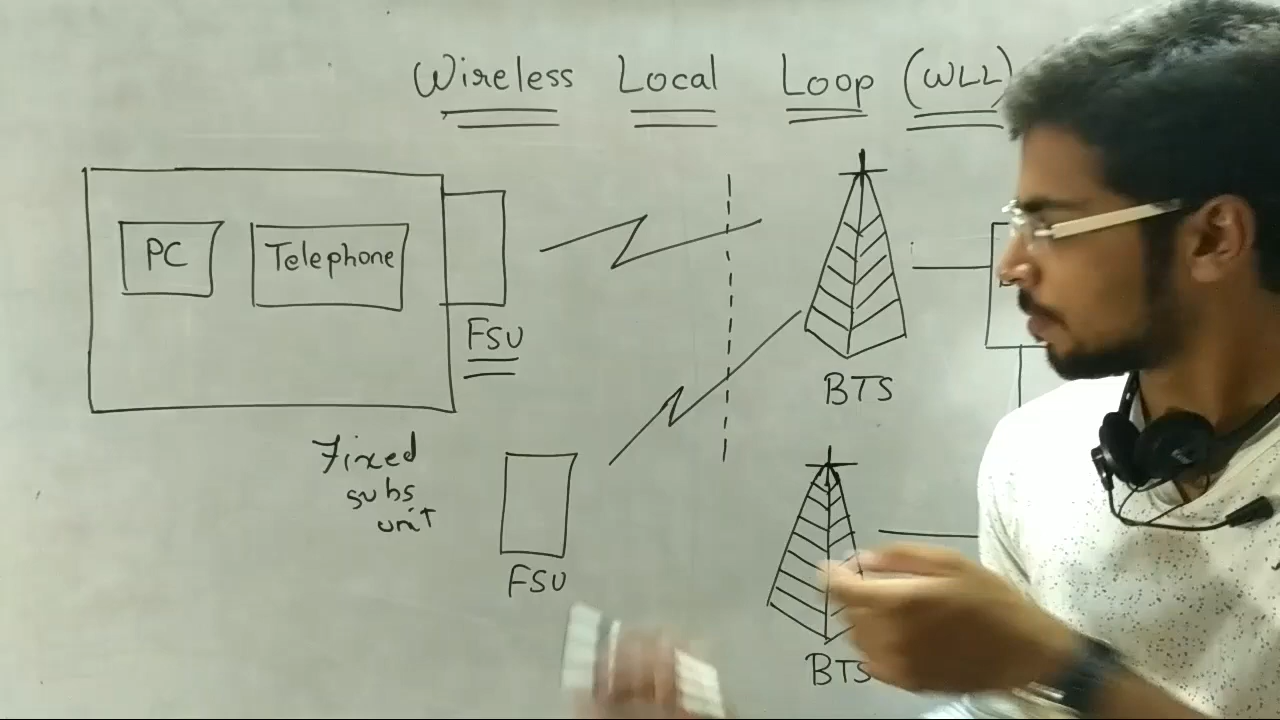 Wireless Local Loop (WLL)
PC
Telephone
FSU
BTS
Fixed
subs
unit
FSU
BTS